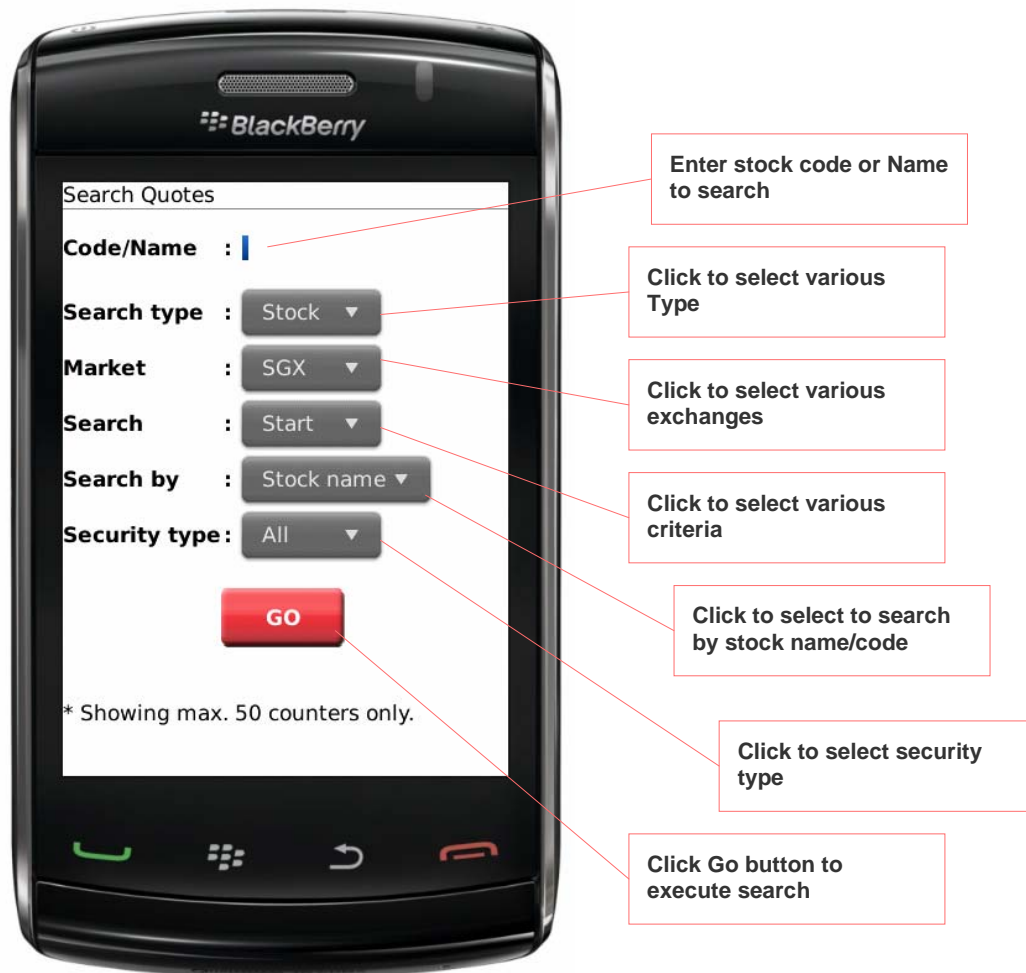 BlackBerry
Search Quotes
Code/Name :
Search type : Stock
Market : SGX
Search : Start
Search by : Stock name
Security type : All
GO
* Showing max. 50 counters only.
Enter stock code or Name
to search
Click to select various
Type
Click to select various
exchanges
Click to select various
criteria
Click to select to search
by stock name/code
Click to select security
type
Click Go button to
execute search